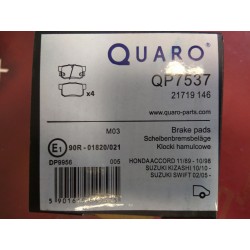 QUARO®
x4
QP7537
21719 146
www.quaro-parts.com
M03
Brake pads
Scheibenbremsbeläge
Klocki hamulcowe
E1 90R - 01820/021
DP9956
005
HONDA ACCORD 11/89 - 10/98
SUZUKI KIZASHI 10/10 -
SUZUKI SWIFT 02/05 -